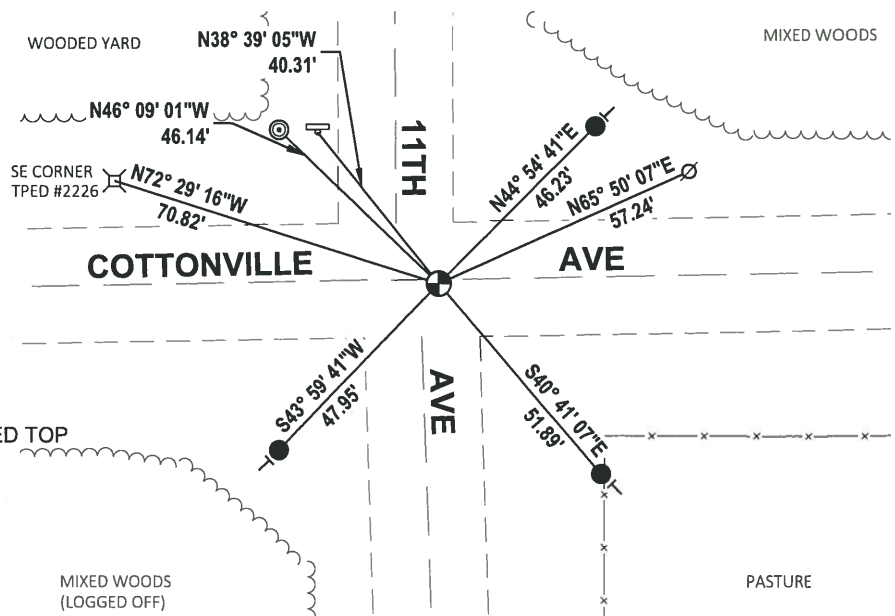 WOODED YARD
N38° 39' 05"W
40.31'
MIXED WOODS
N46° 09' 01"W
46.14'
11TH
SE CORNER
TPED #2226
N72° 29' 16"W
70.82'
N44° 54' 41"E
46.23'
N65° 50' 07"E
57.24'
COTTONVILLE
AVE
S43° 59' 41"W
47.95'
AVE
S40° 41' 07"E
51.89'
ED TOP
MIXED WOODS
(LOGGED OFF)
PASTURE